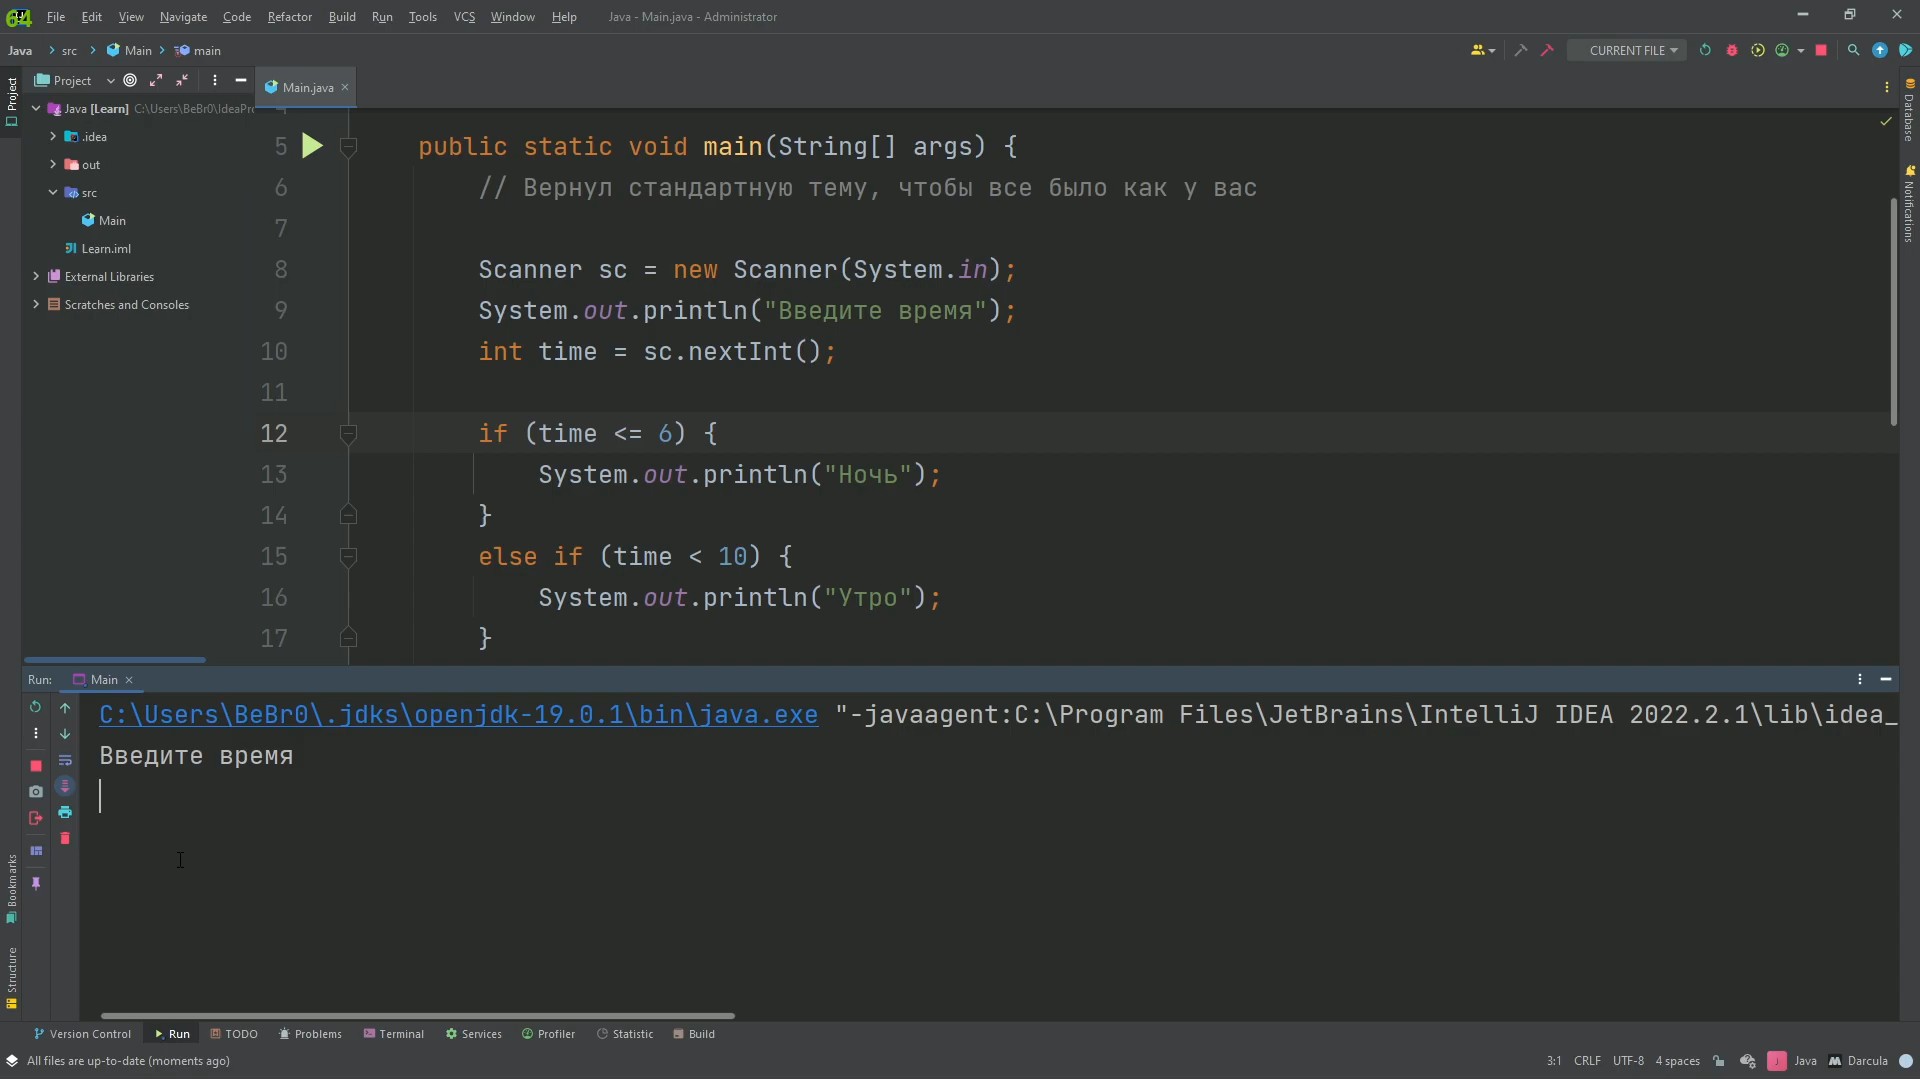 File Edit View Navigate Code Refactor Build Run Tools VCS Window Help Java - Main.java - Administrator
Java src Main main CURRENT FILE
Project
Main.java
Java [Learn] C:\Users\BeBr0\IdeaPr
.idea
out
src
Main
Learn.iml
External Libraries
Scratches and Consoles
5 public static void main(String[] args) {
6 // Вернул стандартную тему, чтобы все было как у вас
7
8 Scanner sc = new Scanner(System.in);
9 System.out.println("Введите время");
10 int time = sc.nextInt();
11
12 if (time <= 6) {
13 System.out.println("Ночь");
14 }
15 else if (time < 10) {
16 System.out.println("Утро");
17 }
Project
Bookmarks
Structure
Database
Notifications
Run: Main
C:\Users\BeBr0\.jdks\openjdk-19.0.1\bin\java.exe "-javaagent:C:\Program Files\JetBrains\IntelliJ IDEA 2022.2.1\lib\idea_
Введите время
Version Control Run TODO Problems Terminal Services Profiler Statistic Build
All files are up-to-date (moments ago) 3:1 CRLF UTF-8 4 spaces Java Darcula